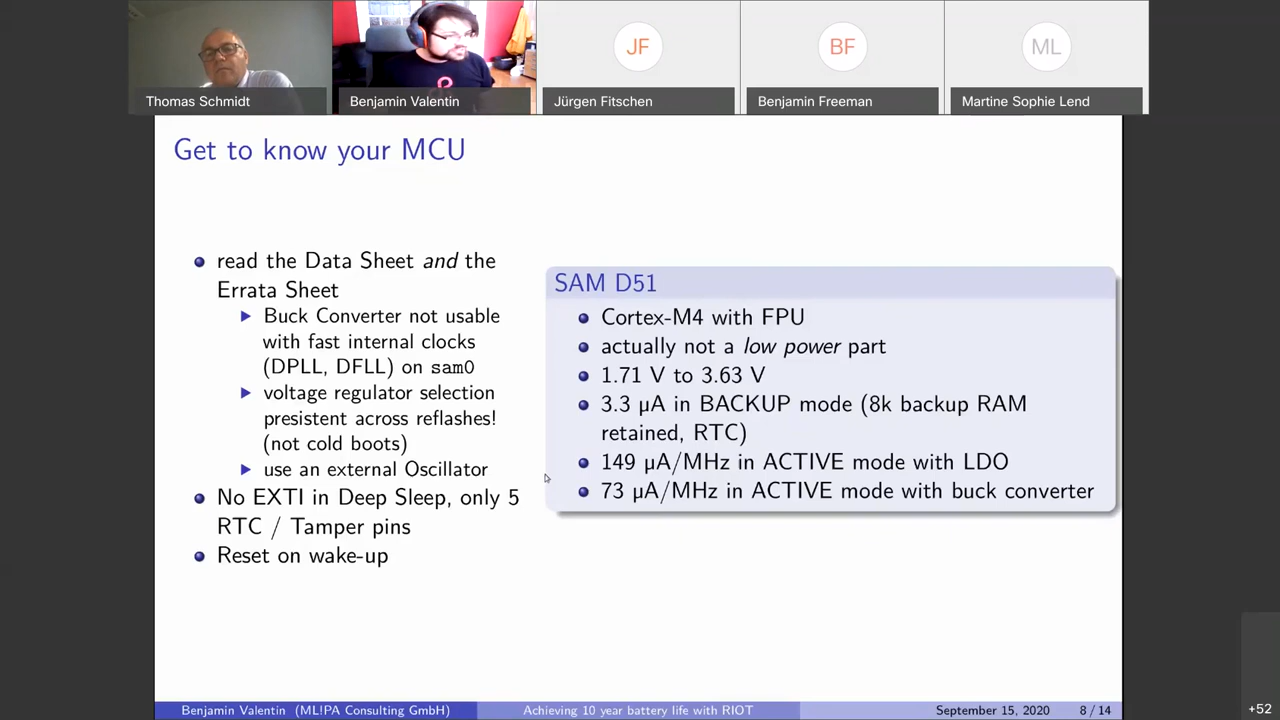 JF
BF
ML
Thomas Schmidt
Benjamin Valentin
Jürgen Fitschen
Benjamin Freeman
Martine Sophie Lend
Get to know your MCU
read the Data Sheet and the
Errata Sheet
Buck Converter not usable
with fast internal clocks
(DPLL, DFLL) on sam0
voltage regulator selection
presistent across reflashes!
(not cold boots)
use an external Oscillator
No EXTI in Deep Sleep, only 5
RTC / Tamper pins
Reset on wake-up
SAM D51
Cortex-M4 with FPU
actually not a low power part
1.71 V to 3.63 V
3.3 µA in BACKUP mode (8k backup RAM
retained, RTC)
149 µA/MHz in ACTIVE mode with LDO
73 µA/MHz in ACTIVE mode with buck converter
Benjamin Valentin (ML!PA Consulting GmbH)
Achieving 10 year battery life with RIOT
September 15, 2020
8 / 14
+52